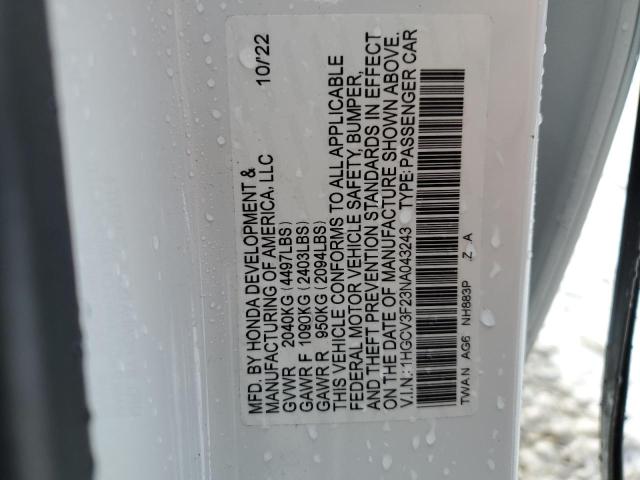 MFD. BY HONDA DEVELOPMENT & 10/22
MANUFACTURING OF AMERICA, LLC
GVWR 2040KG (4497LBS)
GAWR F 1090KG (2403LBS)
GAWR R 950KG (2094LBS)
THIS VEHICLE CONFORMS TO ALL APPLICABLE
FEDERAL MOTOR VEHICLE SAFETY, BUMPER,
AND THEFT PREVENTION STANDARDS IN EFFECT
ON THE DATE OF MANUFACTURE SHOWN ABOVE.
V.I.N.: 1HGCV3F23NA043243 TYPE: PASSENGER CAR
TWAN AG6 NH883P Z A